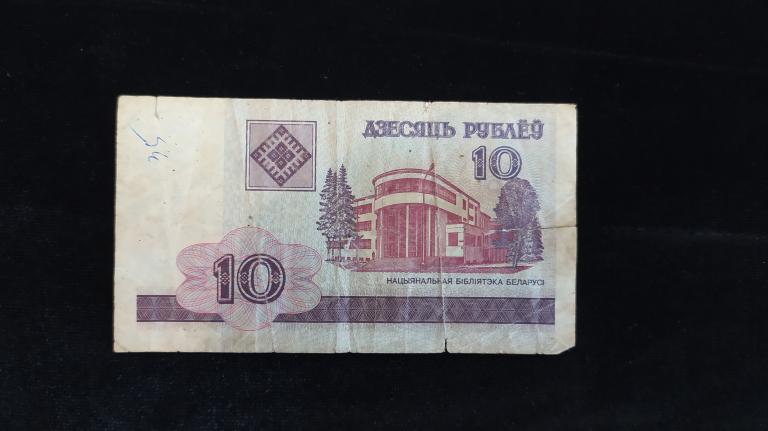 ДЗЕСЯЦЬ РУБЛЁЎ
10
НАЦЫЯНАЛЬНАЯ БІБЛІЯТЭКА БЕЛАРУСІ
10